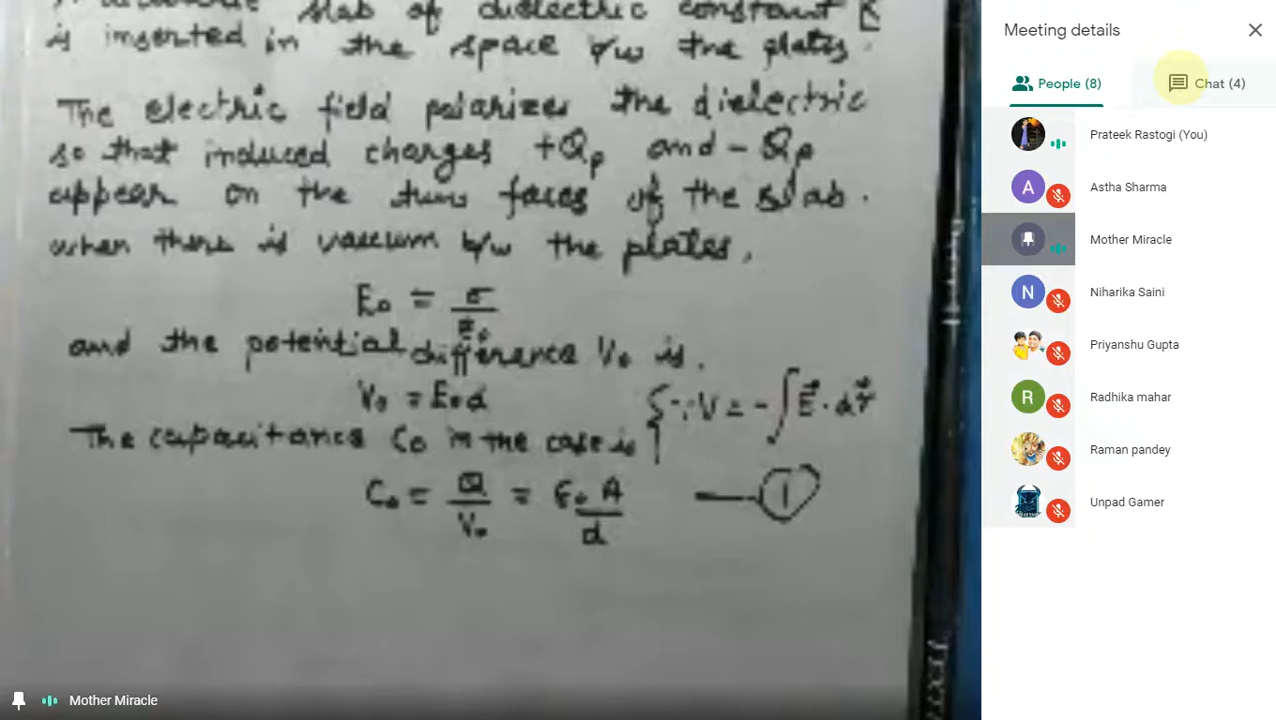 slab of dielectric constant K
is inserted in the space b/w the plates
The electric field polarizes the dielectric
so that induced charges +Qp and - Qp
appear on the two faces of the slab.
when there is vaccum b/w the plates,
E₀ = σ/ε₀
and the potential difference V₀ is.
V₀ = E₀d {∵V = -∫E⃗·dr⃗
The capacitance C₀ in the case is
C₀ = Q/V₀ = ε₀A/d —①
Mother Miracle
Meeting details
People (8)
Chat (4)
Prateek Rastogi (You)
A
Astha Sharma
Mother Miracle
N
Niharika Saini
Priyanshu Gupta
R
Radhika mahar
Raman pandey
Unpad Gamer